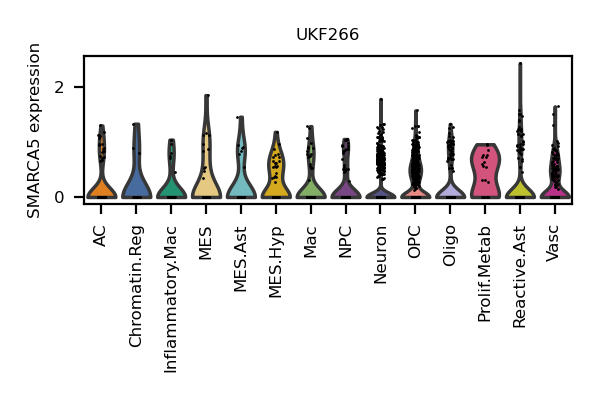 UKF266
SMARCA5 expression
2
0
AC
Chromatin.Reg
Inflammatory.Mac
MES
MES.Ast
MES.Hyp
Mac
NPC
Neuron
OPC
Oligo
Prolif.Metab
Reactive.Ast
Vasc